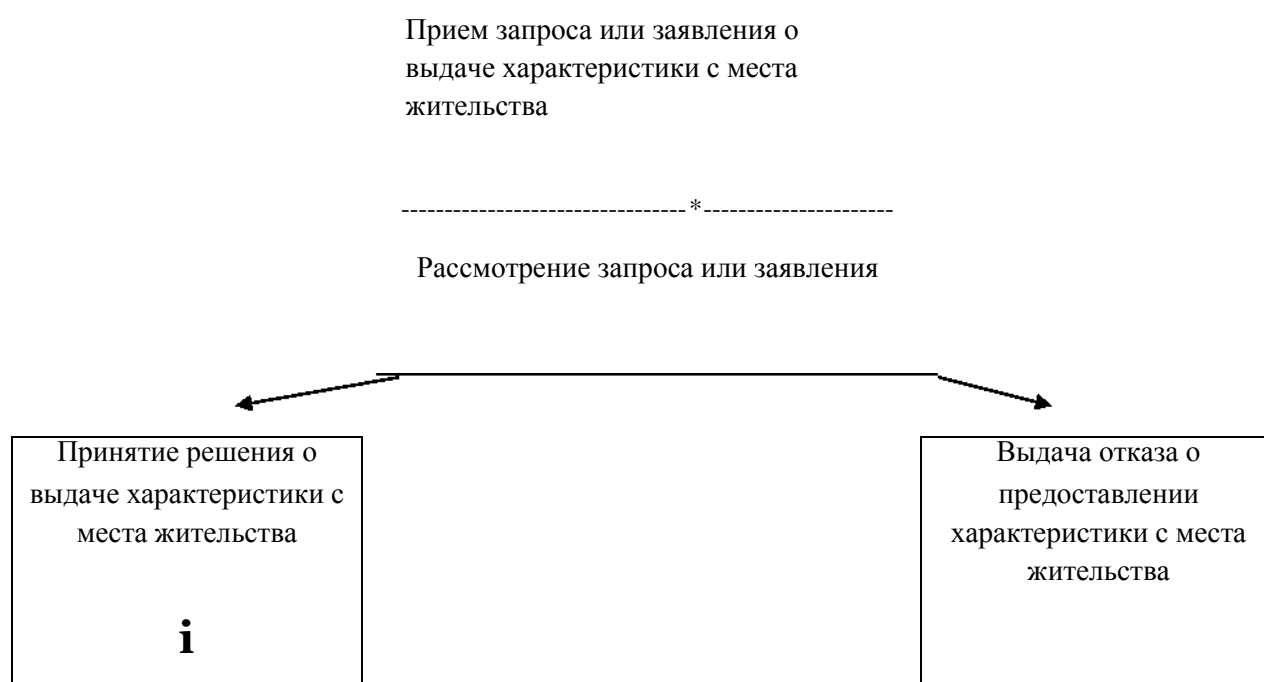 Прием запроса или заявления о
выдаче характеристики с места
жительства
---------------------------------*----------------------
Рассмотрение запроса или заявления
Принятие решения о
выдаче характеристики с
места жительства
i
Выдача отказа о
предоставлении
характеристики с места
жительства